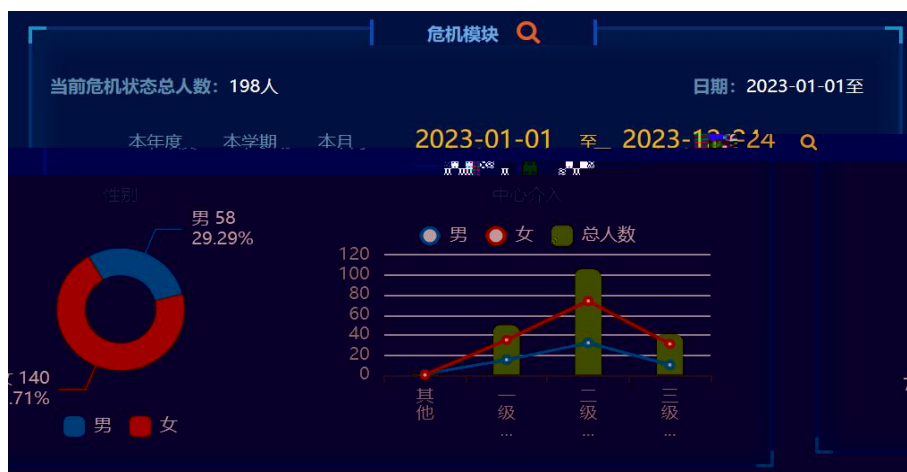 危机模块
当前危机状态总人数：198人
日期：2023-01-01至
本年度 本学期 本月 2023-01-01 至
性别
中心介入
男 58
29.29%
男 女 总人数
120
100
80
60
40
20
0
140
.71%
其他 一级... 二级... 三级...
男 女